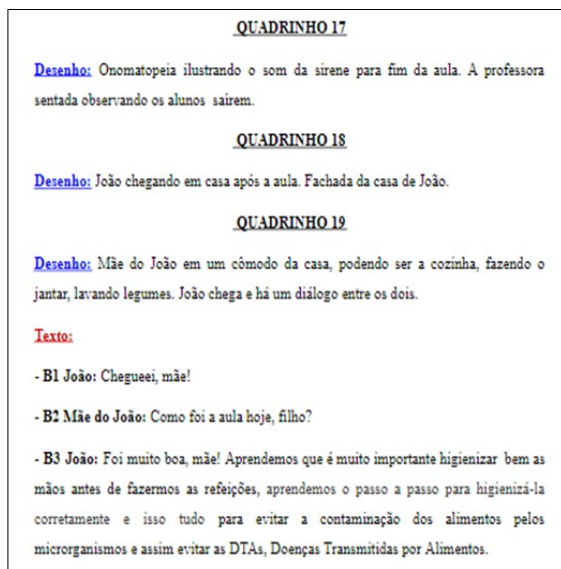 QUADRINHO 17
Desenho: Onomatopeia ilustrando o som da sirene para fim da aula. A professora
sentada observando os alunos saírem.
QUADRINHO 18
Desenho: João chegando em casa após a aula. Fachada da casa de João.
QUADRINHO 19
Desenho: Mãe do João em um cômodo da casa, podendo ser a cozinha, fazendo o
jantar, lavando legumes. João chega e há um diálogo entre os dois.
Texto:
- B1 João: Chegueei, mãe!
- B2 Mãe do João: Como foi a aula hoje, filho?
- B3 João: Foi muito boa, mãe! Aprendemos que é muito importante higienizar bem as
mãos antes de fazermos as refeições, aprendemos o passo a passo para higienizá-la
corretamente e isso tudo para evitar a contaminação dos alimentos pelos
microrganismos e assim evitar as DTAs, Doenças Transmitidas por Alimentos.